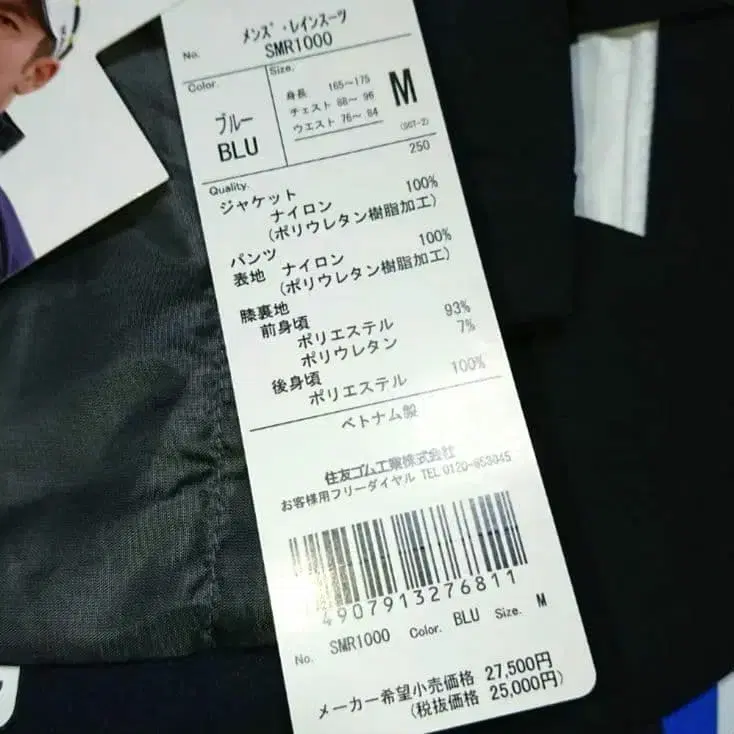 メンズ・レインスーツ
No. SMR1000
Color. Size.
ブルー
BLU
身長 165～175
チェスト 88～ 96
ウエスト 76～ 84
M
(SGT-2)
250
Quality.
ジャケット
ナイロン 100%
(ポリウレタン樹脂加工)
パンツ
表地 ナイロン 100%
(ポリウレタン樹脂加工)
膝裏地
前身頃
ポリエステル 93%
ポリウレタン 7%
後身頃
ポリエステル 100%
ベトナム製
住友ゴム工業株式会社
お客様用フリーダイヤル TEL 0120-653045
4907913276811
No. SMR1000 Color. BLU Size. M
メーカー希望小売価格 27,500円
(税抜価格 25,000円)